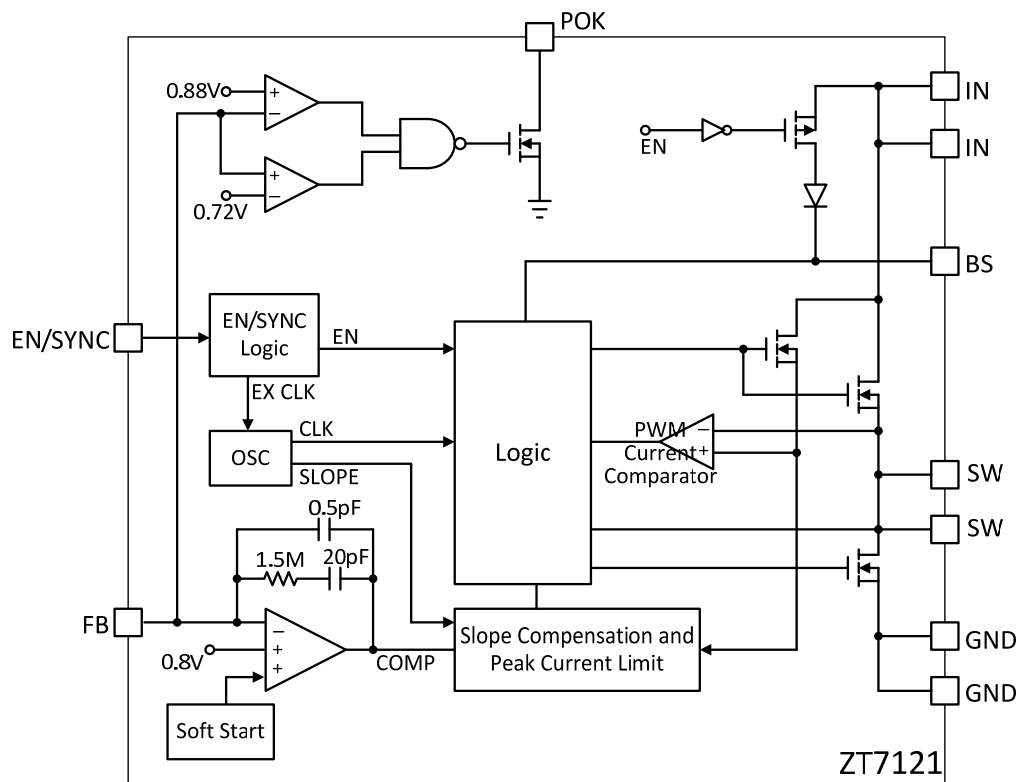 POK
0.88V
+
−
+
−
0.72V
EN
IN
IN
BS
EN/SYNC
EN/SYNC
Logic
EN
EX CLK
OSC
CLK
SLOPE
Logic
PWM
Current
Comparator
−
+
SW
SW
0.5pF
1.5M
20pF
FB
−
+
+
0.8V
COMP
Slope Compensation and
Peak Current Limit
Soft Start
GND
GND
ZT7121